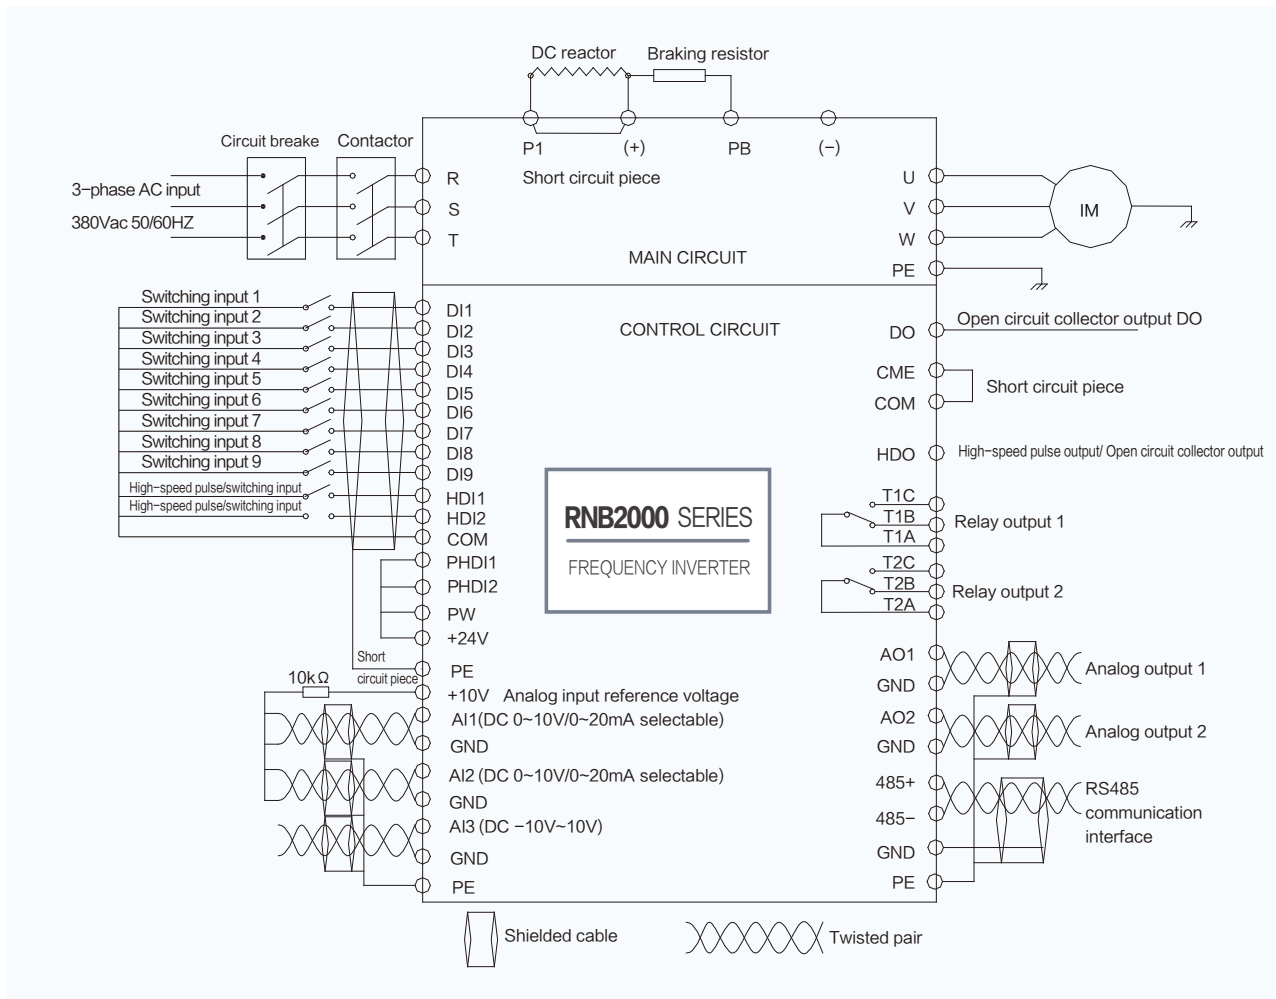 DC reactor
Braking resistor
P1
(+)
PB
(−)
Short circuit piece
Circuit breake
Contactor
3−phase AC input
380Vac 50/60HZ
R
S
T
U
V
W
PE
IM
MAIN CIRCUIT
CONTROL CIRCUIT
Switching input 1
Switching input 2
Switching input 3
Switching input 4
Switching input 5
Switching input 6
Switching input 7
Switching input 8
Switching input 9
High−speed pulse/switching input
High−speed pulse/switching input
DI1
DI2
DI3
DI4
DI5
DI6
DI7
DI8
DI9
HDI1
HDI2
COM
PHDI1
PHDI2
PW
+24V
PE
Short
circuit piece
10kΩ
+10V Analog input reference voltage
AI1(DC 0~10V/0~20mA selectable)
GND
AI2 (DC 0~10V/0~20mA selectable)
GND
AI3 (DC −10V~10V)
GND
PE
RNB2000 SERIES
FREQUENCY INVERTER
DO
Open circuit collector output DO
CME
COM
Short circuit piece
HDO
High−speed pulse output/ Open circuit collector output
T1C
T1B
T1A
Relay output 1
T2C
T2B
T2A
Relay output 2
AO1
GND
Analog output 1
AO2
GND
Analog output 2
485+
485−
GND
PE
RS485
communication
interface
Shielded cable
Twisted pair